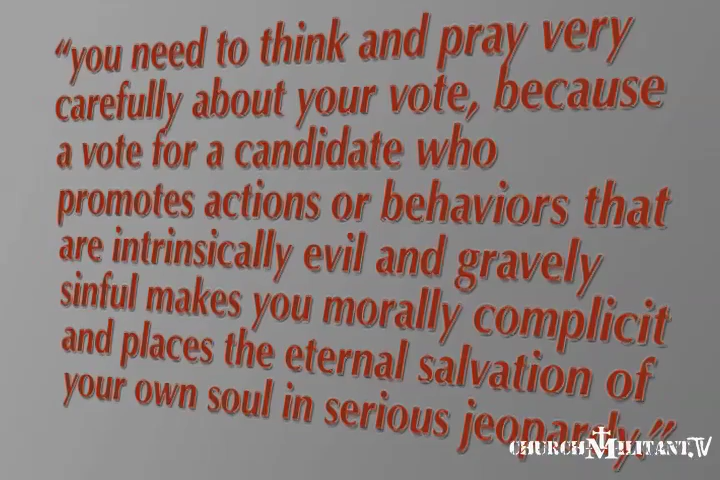 “you need to think and pray very
carefully about your vote, because
a vote for a candidate who
promotes actions or behaviors that
are intrinsically evil and gravely
sinful makes you morally complicit
and places the eternal salvation of
your own soul in serious jeopardy.”
CHURCH MILITANT.TV